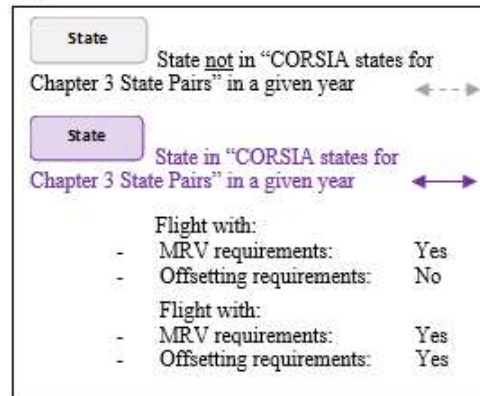 State
State not in “CORSIA states for
Chapter 3 State Pairs” in a given year
State
State in “CORSIA states for
Chapter 3 State Pairs” in a given year
Flight with:
- MRV requirements: Yes
- Offsetting requirements: No
Flight with:
- MRV requirements: Yes
- Offsetting requirements: Yes